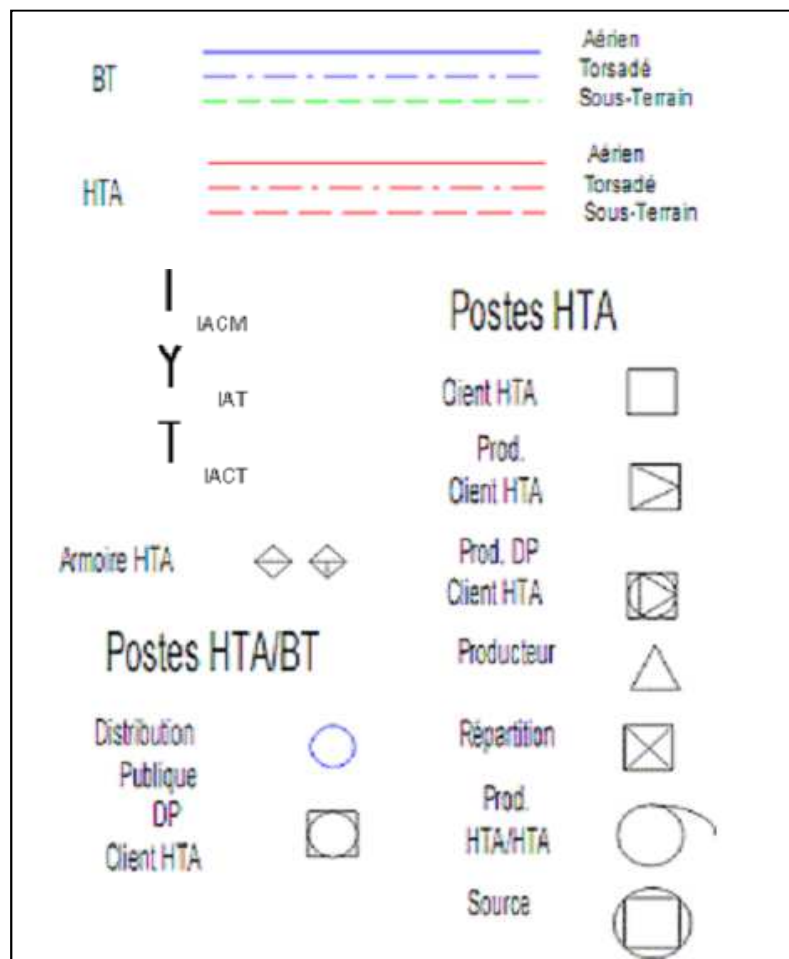 BT
Aérien
Torsadé
Sous-Terrain
HTA
Aérien
Torsadé
Sous-Terrain
IACM
IAT
IACT
Armoire HTA
Postes HTA/BT
Distribution
Publique
DP
Client HTA
Postes HTA
Client HTA
Prod.
Client HTA
Prod. DP
Client HTA
Producteur
Répartition
Prod.
HTA/HTA
Source